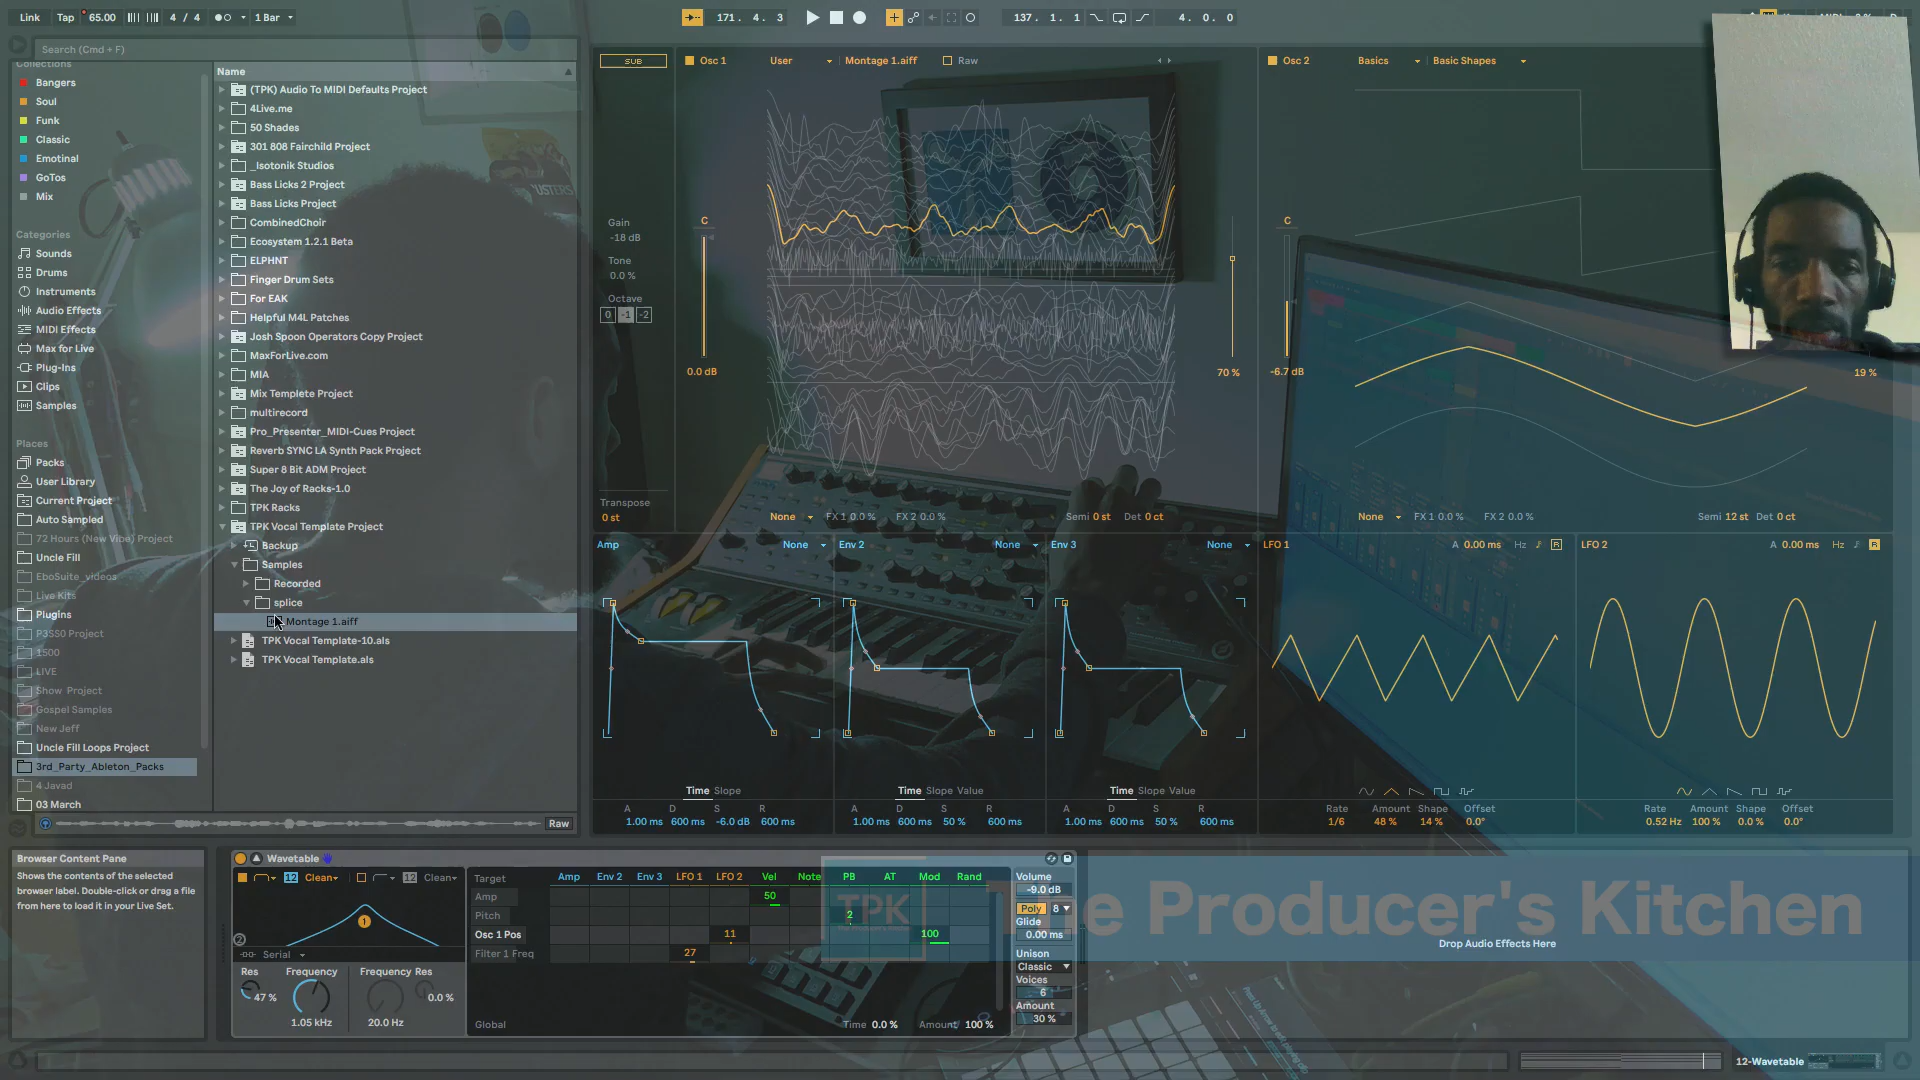 Link Tap 65.00 4 / 4 1 Bar 171. 4. 3 137. 1. 1 4. 0. 0
Search (Cmd + F)
Collections
Bangers
Soul
Funk
Classic
Emotinal
GoTos
Mix
Categories
Sounds
Drums
Instruments
Audio Effects
MIDI Effects
Max for Live
Plug-Ins
Clips
Samples
Places
Packs
User Library
Current Project
Auto Sampled
72 Hours (New Vibe) Project
Uncle Fill
EboSuite_videos
Live Kits
Plugins
P3SS0 Project
1500
LIVE
Show Project
Gospel Samples
New Jeff
Uncle Fill Loops Project
3rd_Party_Ableton_Packs
4 Javad
03 March
Name
(TPK) Audio To MIDI Defaults Project
4Live.me
50 Shades
301 808 Fairchild Project
_Isotonik Studios
Bass Licks 2 Project
Bass Licks Project
CombinedChoir
Ecosystem 1.2.1 Beta
ELPHNT
Finger Drum Sets
For EAK
Helpful M4L Patches
Josh Spoon Operators Copy Project
MaxForLive.com
MIA
Mix Templete Project
multirecord
Pro_Presenter_MIDI-Cues Project
Reverb SYNC LA Synth Pack Project
Super 8 Bit ADM Project
The Joy of Racks-1.0
TPK Racks
TPK Vocal Template Project
Backup
Samples
Recorded
splice
Montage 1.aiff
TPK Vocal Template-10.als
TPK Vocal Template.als
Raw
SUB
Gain
-18 dB
Tone
0.0 %
Octave
0 -1 -2
Transpose
0 st
Osc 1 User Montage 1.aiff Raw
C
0.0 dB 70 %
None FX 1 0.0 % FX 2 0.0 % Semi 0 st Det 0 ct
Osc 2 Basics Basic Shapes
C
-6.7 dB 19 %
None FX 1 0.0 % FX 2 0.0 % Semi 12 st Det 0 ct
Amp None Env 2 None Env 3 None LFO 1 A 0.00 ms Hz R LFO 2 A 0.00 ms Hz R
Time Slope
A D S R
1.00 ms 600 ms -6.0 dB 600 ms
Time Slope Value
A D S R
1.00 ms 600 ms 50 % 600 ms
Time Slope Value
A D S R
1.00 ms 600 ms 50 % 600 ms
Rate Amount Shape Offset
1/6 48 % 14 % 0.0°
Rate Amount Shape Offset
0.52 Hz 100 % 0.0 % 0.0°
Browser Content Pane
Shows the contents of the selected
browser label. Double-click or drag a file
from here to load it in your Live Set.
Wavetable
12 Clean 12 Clean
1
2
Serial
Res Frequency Frequency Res
47 % 0.0 %
1.05 kHz 20.0 Hz
Target Amp Env 2 Env 3 LFO 1 LFO 2 Vel Note PB AT Mod Rand
Amp 50
Pitch 2
Osc 1 Pos 11 100
Filter 1 Freq 27
Global Time 0.0 % Amount 100 %
Volume
-9.0 dB
Poly 8
Glide
0.00 ms
Unison
Classic
Voices
6
Amount
30 %
TPK
e Producer's Kitchen
Drop Audio Effects Here
12-Wavetable